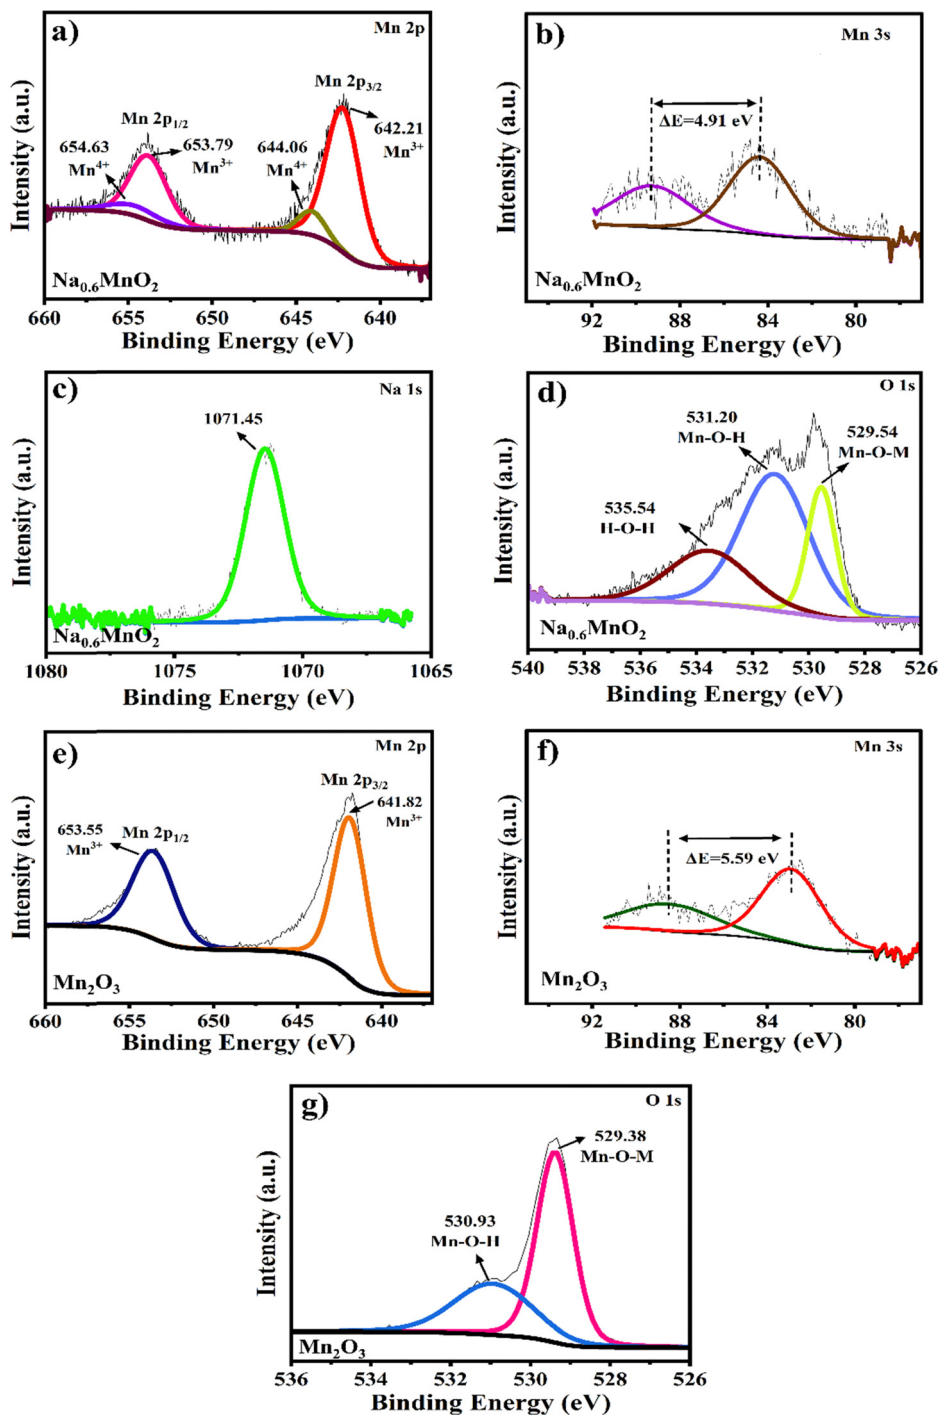 a)
Mn 2p
Mn 2p3/2
Mn 2p1/2
654.63
Mn4+
653.79
Mn3+
644.06
Mn4+
642.21
Mn3+
Na0.6MnO2
660 655 650 645 640
Binding Energy (eV)
Intensity (a.u.)
b)
Mn 3s
ΔE=4.91 eV
Na0.6MnO2
92 88 84 80
Binding Energy (eV)
Intensity (a.u.)
c)
Na 1s
1071.45
Na0.6MnO2
1080 1075 1070 1065
Binding Energy (eV)
Intensity (a.u.)
d)
O 1s
531.20
Mn-O-H
529.54
Mn-O-M
535.54
H-O-H
Na0.6MnO2
540 538 536 534 532 530 528 526
Binding Energy (eV)
Intensity (a.u.)
e)
Mn 2p
Mn 2p3/2
641.82
Mn3+
653.55
Mn3+
Mn 2p1/2
Mn2O3
660 655 650 645 640
Binding Energy (eV)
Intensity (a.u.)
f)
Mn 3s
ΔE=5.59 eV
Mn2O3
92 88 84 80
Binding Energy (eV)
Intensity (a.u.)
g)
O 1s
529.38
Mn-O-M
530.93
Mn-O-H
Mn2O3
536 534 532 530 528 526
Binding Energy (eV)
Intensity (a.u.)